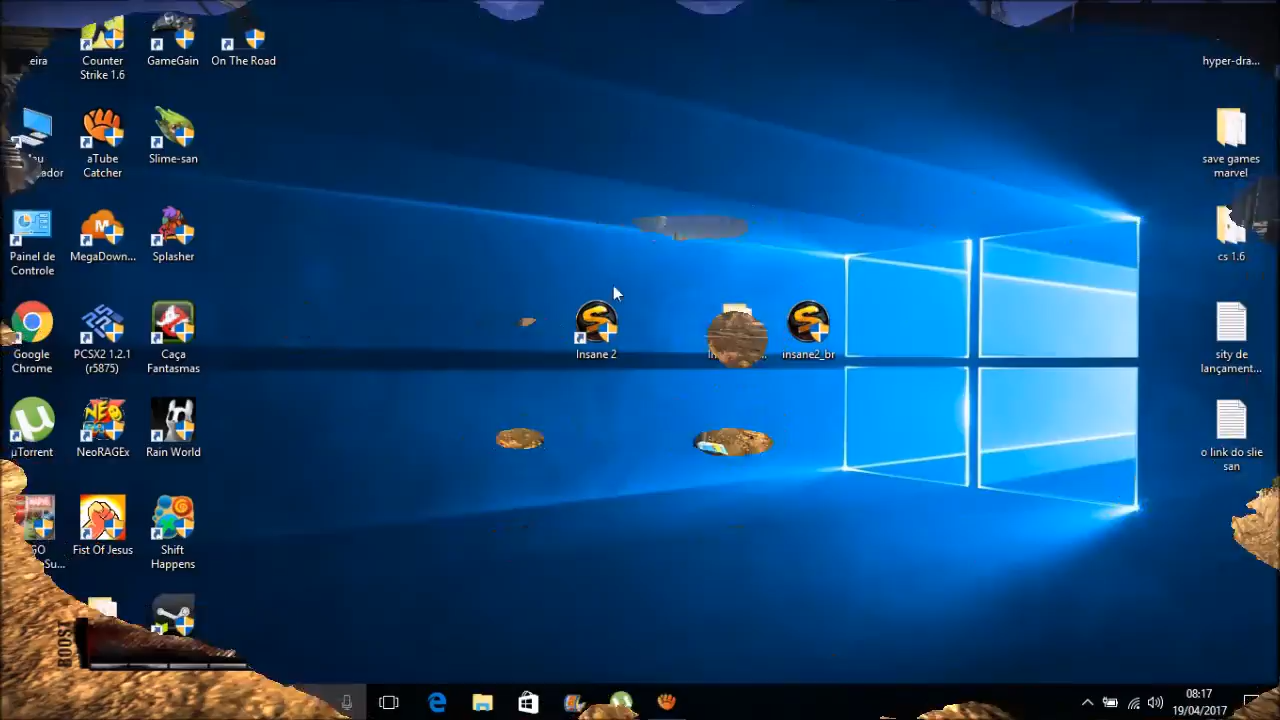 eira
Counter
Strike 1.6
GameGain
On The Road
hyper-dra...
aTube
Catcher
Slime-san
save games
marvel
Painel de
Controle
MegaDown...
Splasher
cs 1.6
Google
Chrome
PCSX2 1.2.1
(r5875)
Caça
Fantasmas
Insane 2
insane2_br
sity de
lançament...
µTorrent
NeoRAGEx
Rain World
o link do slie
san
Fist Of Jesus
Shift
Happens
BOOST
08:17
19/04/2017